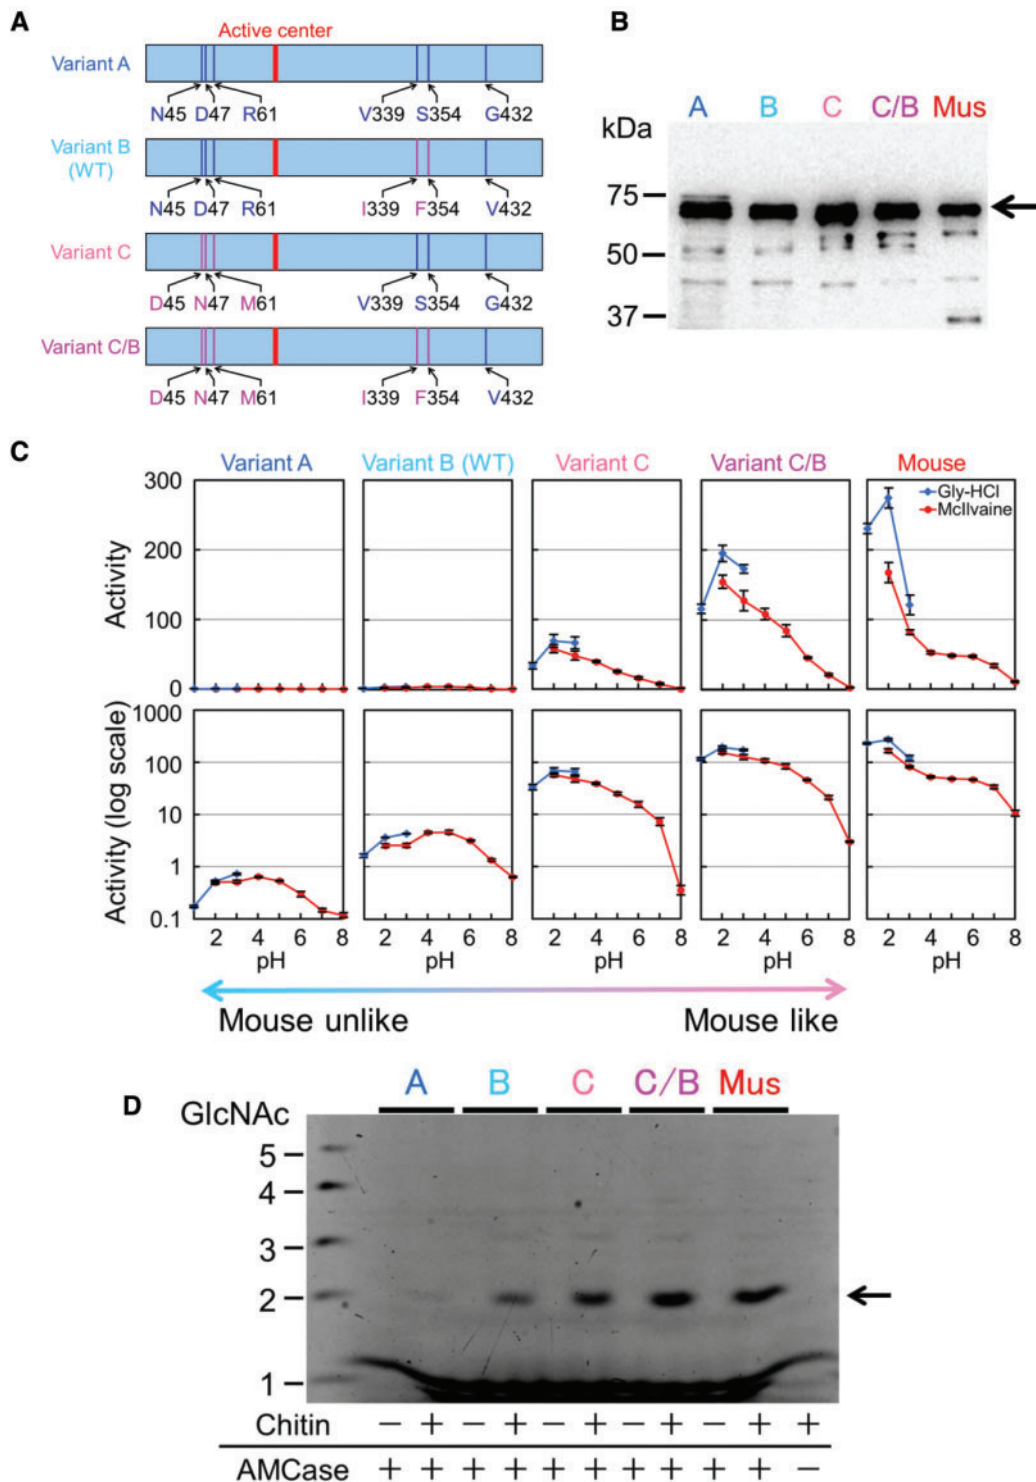 A
Active center
Variant A
N45 D47 R61 V339 S354 G432
Variant B
(WT)
N45 D47 R61 I339 F354 V432
Variant C
D45 N47 M61 V339 S354 G432
Variant C/B
D45 N47 M61 I339 F354 V432
B
A B C C/B Mus
kDa
75
50
37
C
Variant A Variant B (WT) Variant C Variant C/B Mouse
Gly-HCl
McIlvaine
Activity
300
200
100
0
Activity (log scale)
1000
100
10
1
0.1
2 4 6 8 2 4 6 8 2 4 6 8 2 4 6 8 2 4 6 8
pH pH pH pH pH
Mouse unlike Mouse like
D
A B C C/B Mus
GlcNAc
5
4
3
2
1
Chitin − + − + − + − + − + +
AMCase + + + + + + + + + + −